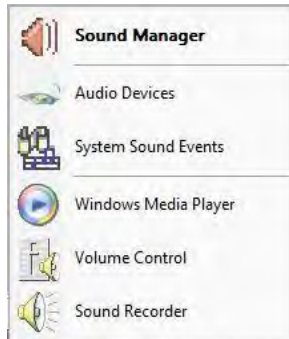 Sound Manager
Audio Devices
System Sound Events
Windows Media Player
Volume Control
Sound Recorder